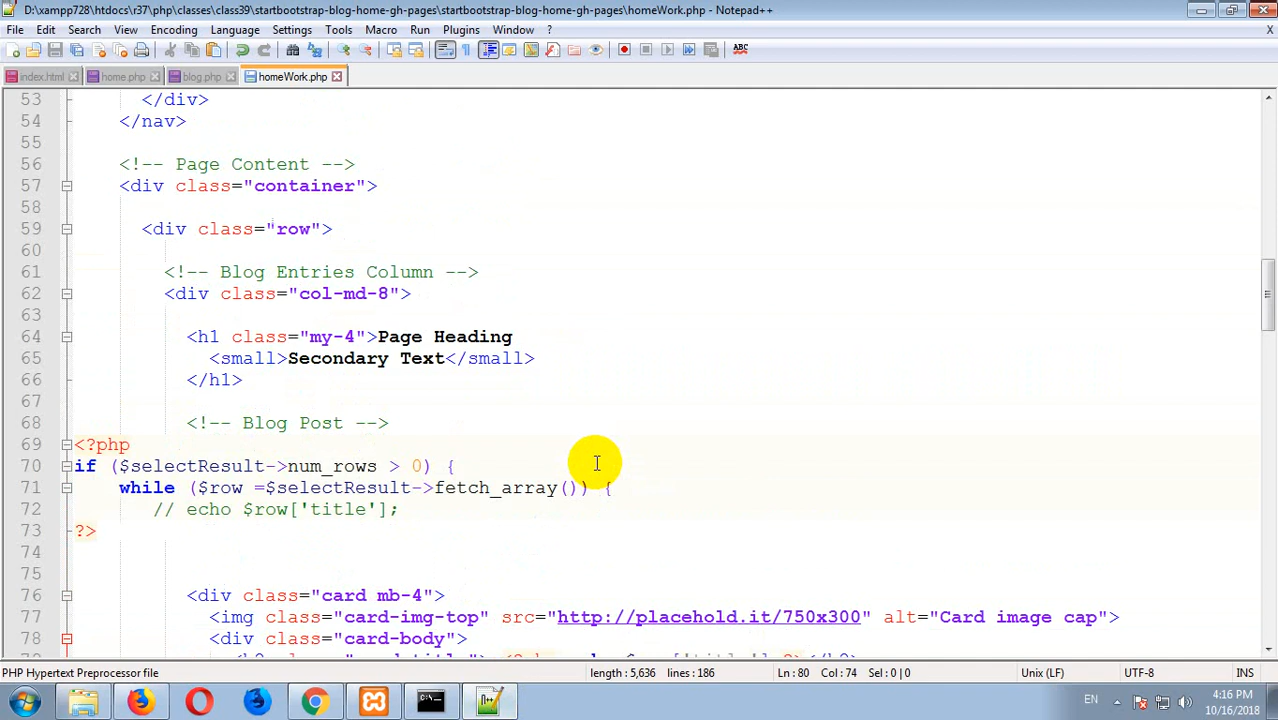 D:\xampp728\htdocs\r37\php\classes\class39\startbootstrap-blog-home-gh-pages\startbootstrap-blog-home-gh-pages\homeWork.php - Notepad++
File Edit Search View Encoding Language Settings Tools Macro Run Plugins Window ? X
index.html home.php blog.php homeWork.php
53 </div>
54 </nav>
55
56 <!-- Page Content -->
57 <div class="container">
58
59 <div class="row">
60
61 <!-- Blog Entries Column -->
62 <div class="col-md-8">
63
64 <h1 class="my-4">Page Heading
65 <small>Secondary Text</small>
66 </h1>
67
68 <!-- Blog Post -->
69 <?php
70 if ($selectResult->num_rows > 0) {
71 while ($row =$selectResult->fetch_array()) {
72 // echo $row['title'];
73 ?>
74
75
76 <div class="card mb-4">
77 <img class="card-img-top" src="http://placehold.it/750x300" alt="Card image cap">
78 <div class="card-body">
PHP Hypertext Preprocessor file length : 5,636 lines : 186 Ln : 80 Col : 74 Sel : 0 | 0 Unix (LF) UTF-8 INS
EN 4:16 PM
10/16/2018